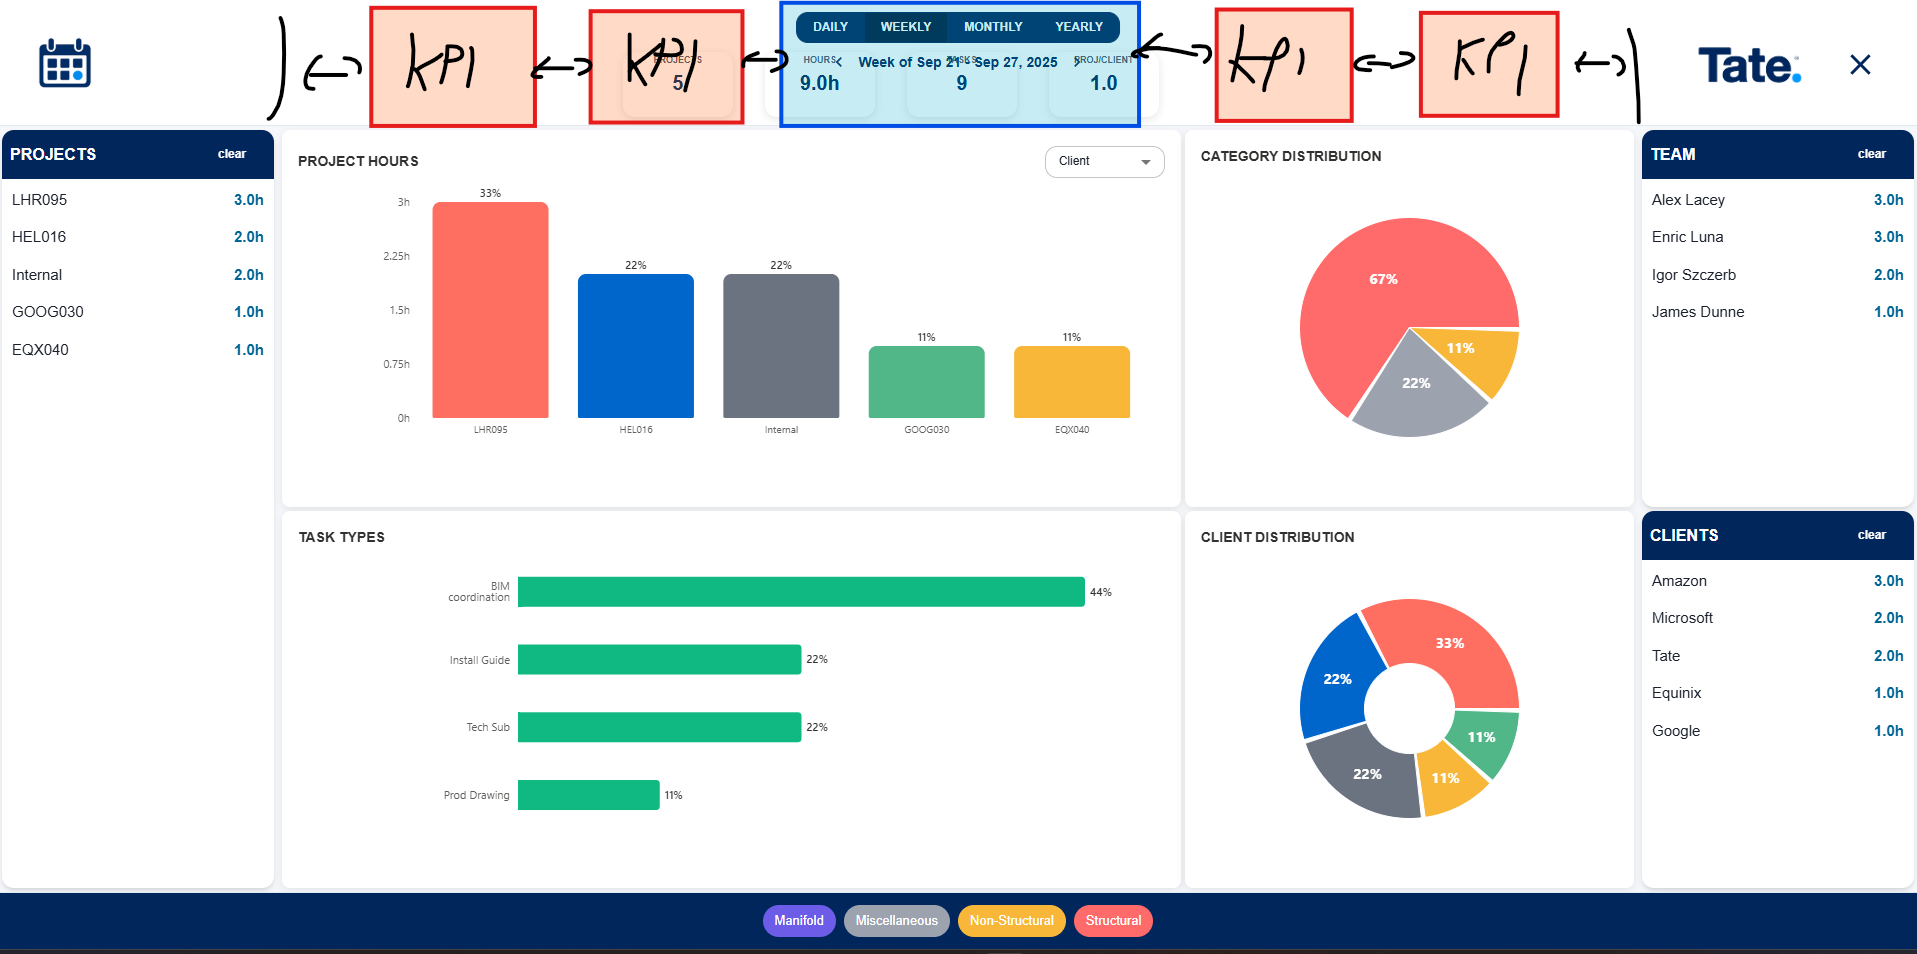 DAILY WEEKLY MONTHLY YEARLY
KPI KPI KPI KPI
PROJECTS HOURS TASKS PROJ/CLIENT
Week of Sep 21 - Sep 27, 2025
5 9.0h 9 1.0
Tate.
PROJECTS clear
LHR095 3.0h
HEL016 2.0h
Internal 2.0h
GOOG030 1.0h
EQX040 1.0h
PROJECT HOURS
Client
3h
2.25h
1.5h
0.75h
0h
33%
22%
22%
11%
11%
LHR095 HEL016 Internal GOOG030 EQX040
CATEGORY DISTRIBUTION
67%
11%
22%
TEAM clear
Alex Lacey 3.0h
Enric Luna 3.0h
Igor Szczerb 2.0h
James Dunne 1.0h
TASK TYPES
BIM
coordination 44%
Install Guide 22%
Tech Sub 22%
Prod Drawing 11%
CLIENT DISTRIBUTION
33%
22%
11%
22%
11%
CLIENTS clear
Amazon 3.0h
Microsoft 2.0h
Tate 2.0h
Equinix 1.0h
Google 1.0h
Manifold Miscellaneous Non-Structural Structural